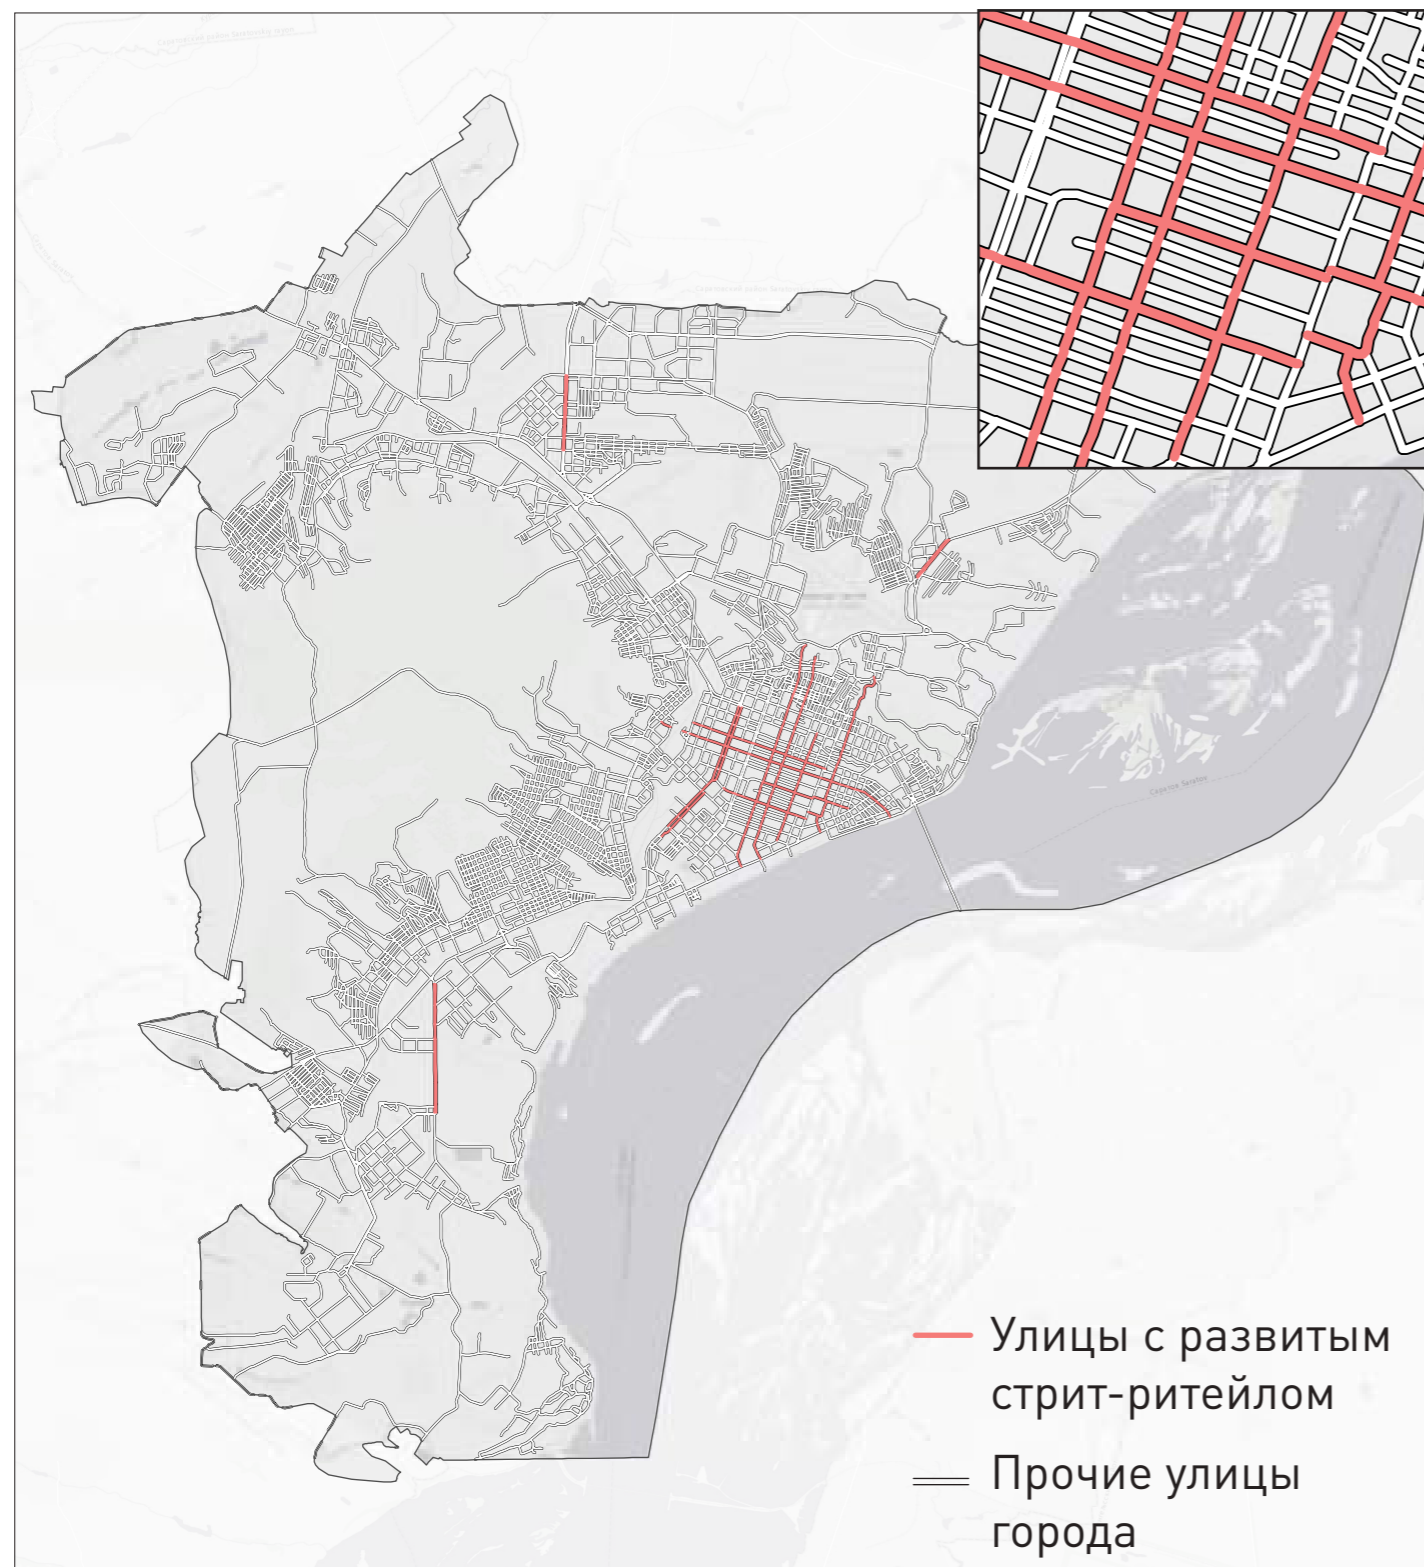 Улицы с развитым
стрит-ритейлом
Прочие улицы
города